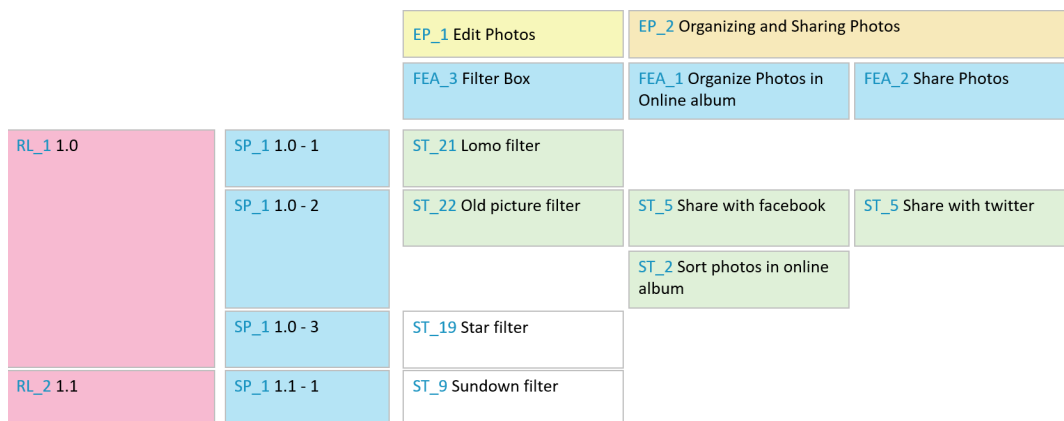 EP_1 Edit Photos
EP_2 Organizing and Sharing Photos
FEA_3 Filter Box
FEA_1 Organize Photos in
Online album
FEA_2 Share Photos
RL_1 1.0
SP_1 1.0 - 1
ST_21 Lomo filter
SP_1 1.0 - 2
ST_22 Old picture filter
ST_5 Share with facebook
ST_5 Share with twitter
ST_2 Sort photos in online
album
SP_1 1.0 - 3
ST_19 Star filter
RL_2 1.1
SP_1 1.1 - 1
ST_9 Sundown filter